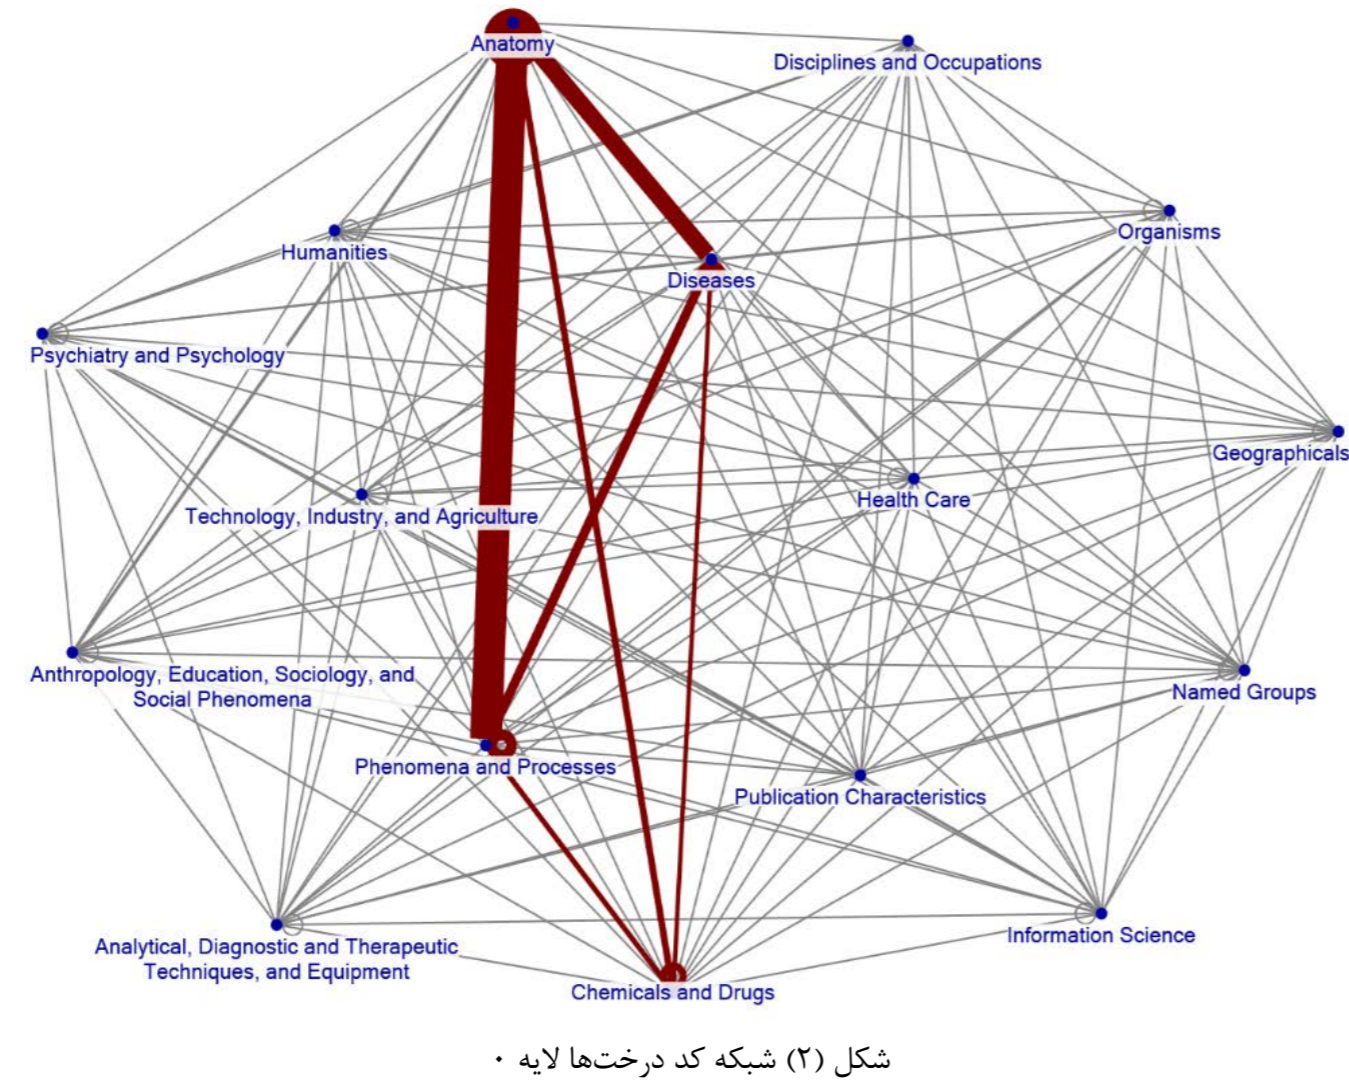 Anatomy
Disciplines and Occupations
Organisms
Humanities
Diseases
Psychiatry and Psychology
Geographicals
Health Care
Technology, Industry, and Agriculture
Anthropology, Education, Sociology, and
Social Phenomena
Named Groups
Phenomena and Processes
Publication Characteristics
Information Science
Analytical, Diagnostic and Therapeutic
Techniques, and Equipment
Chemicals and Drugs
شکل (۲) شبکه کد درخت‌ها لایه ۰